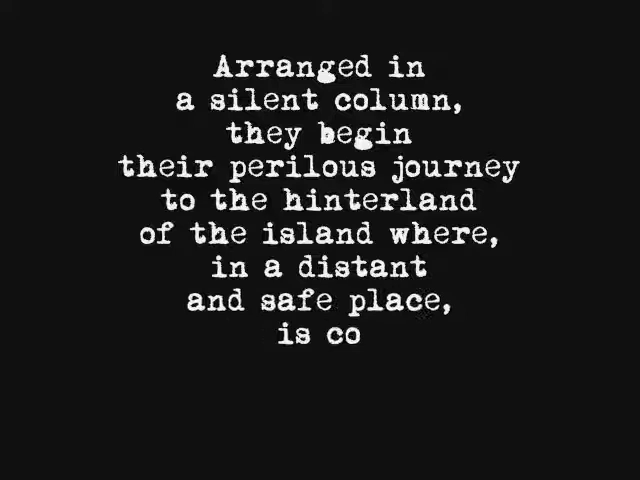 Arranged in
a silent column,
they begin
their perilous journey
to the hinterland
of the island where,
in a distant
and safe place,
is co